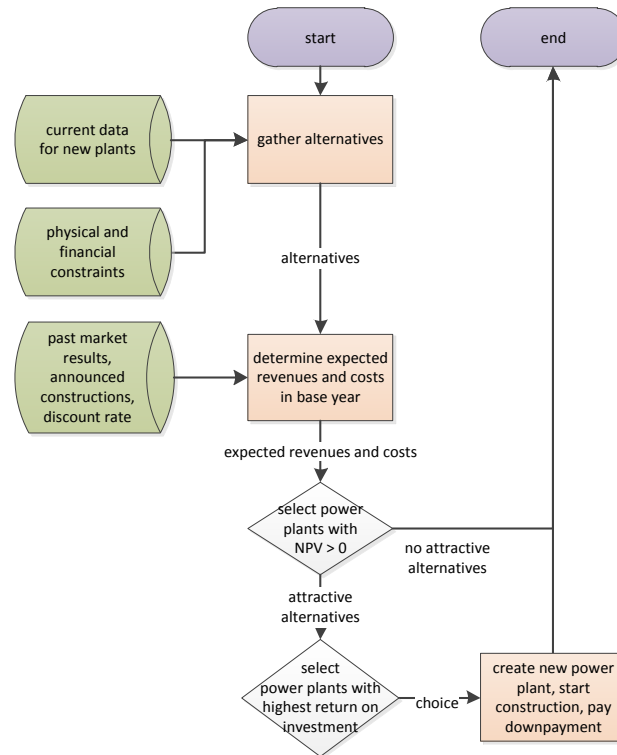 start
end
current data
for new plants
gather alternatives
physical and
financial
constraints
alternatives
past market
results,
announced
constructions,
discount rate
determine expected
revenues and costs
in base year
expected revenues and costs
select power
plants with
NPV > 0
no attractive
alternatives
attractive
alternatives
select
power plants with
highest return on
investment
choice
create new power
plant, start
construction, pay
downpayment